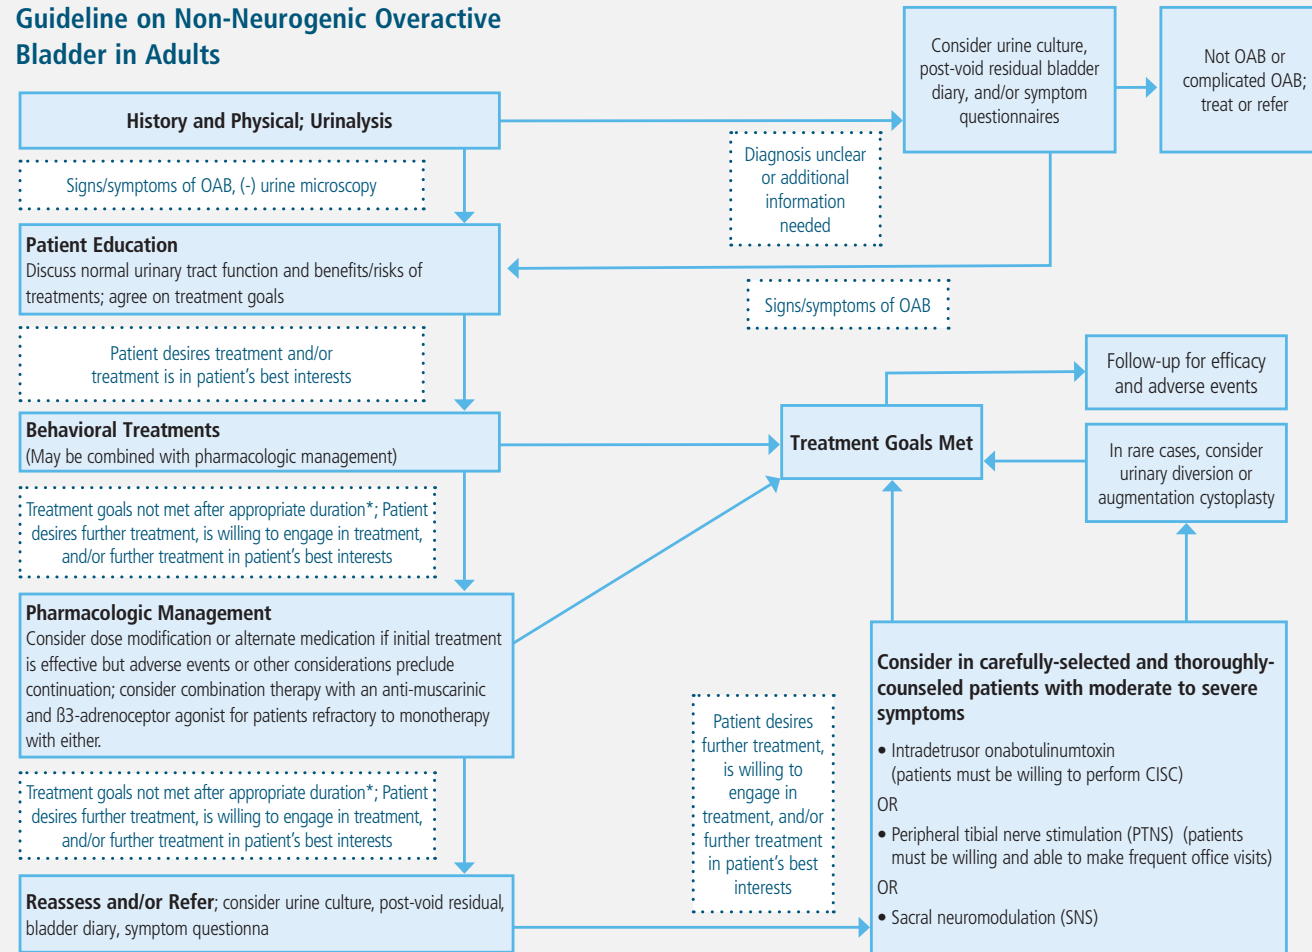 Guideline on Non-Neurogenic Overactive
Bladder in Adults
History and Physical; Urinalysis
Consider urine culture,
post-void residual bladder
diary, and/or symptom
questionnaires
Not OAB or
complicated OAB;
treat or refer
Diagnosis unclear
or additional
information
needed
Signs/symptoms of OAB, (-) urine microscopy
Patient Education
Discuss normal urinary tract function and benefits/risks of
treatments; agree on treatment goals
Signs/symptoms of OAB
Patient desires treatment and/or
treatment is in patient's best interests
Behavioral Treatments
(May be combined with pharmacologic management)
Treatment Goals Met
Follow-up for efficacy
and adverse events
In rare cases, consider
urinary diversion or
augmentation cystoplasty
Treatment goals not met after appropriate duration*; Patient
desires further treatment, is willing to engage in treatment,
and/or further treatment in patient's best interests
Pharmacologic Management
Consider dose modification or alternate medication if initial treatment
is effective but adverse events or other considerations preclude
continuation; consider combination therapy with an anti-muscarinic
and ß3-adrenoceptor agonist for patients refractory to monotherapy
with either.
Treatment goals not met after appropriate duration*; Patient
desires further treatment, is willing to engage in treatment,
and/or further treatment in patient's best interests
Reassess and/or Refer; consider urine culture, post-void residual,
bladder diary, symptom questionna
Patient desires
further treatment,
is willing to
engage in
treatment, and/or
further treatment
in patient's best
interests
Consider in carefully-selected and thoroughly-
counseled patients with moderate to severe
symptoms
• Intradetrusor onabotulinumtoxin
(patients must be willing to perform CISC)
OR
• Peripheral tibial nerve stimulation (PTNS) (patients
must be willing and able to make frequent office visits)
OR
• Sacral neuromodulation (SNS)